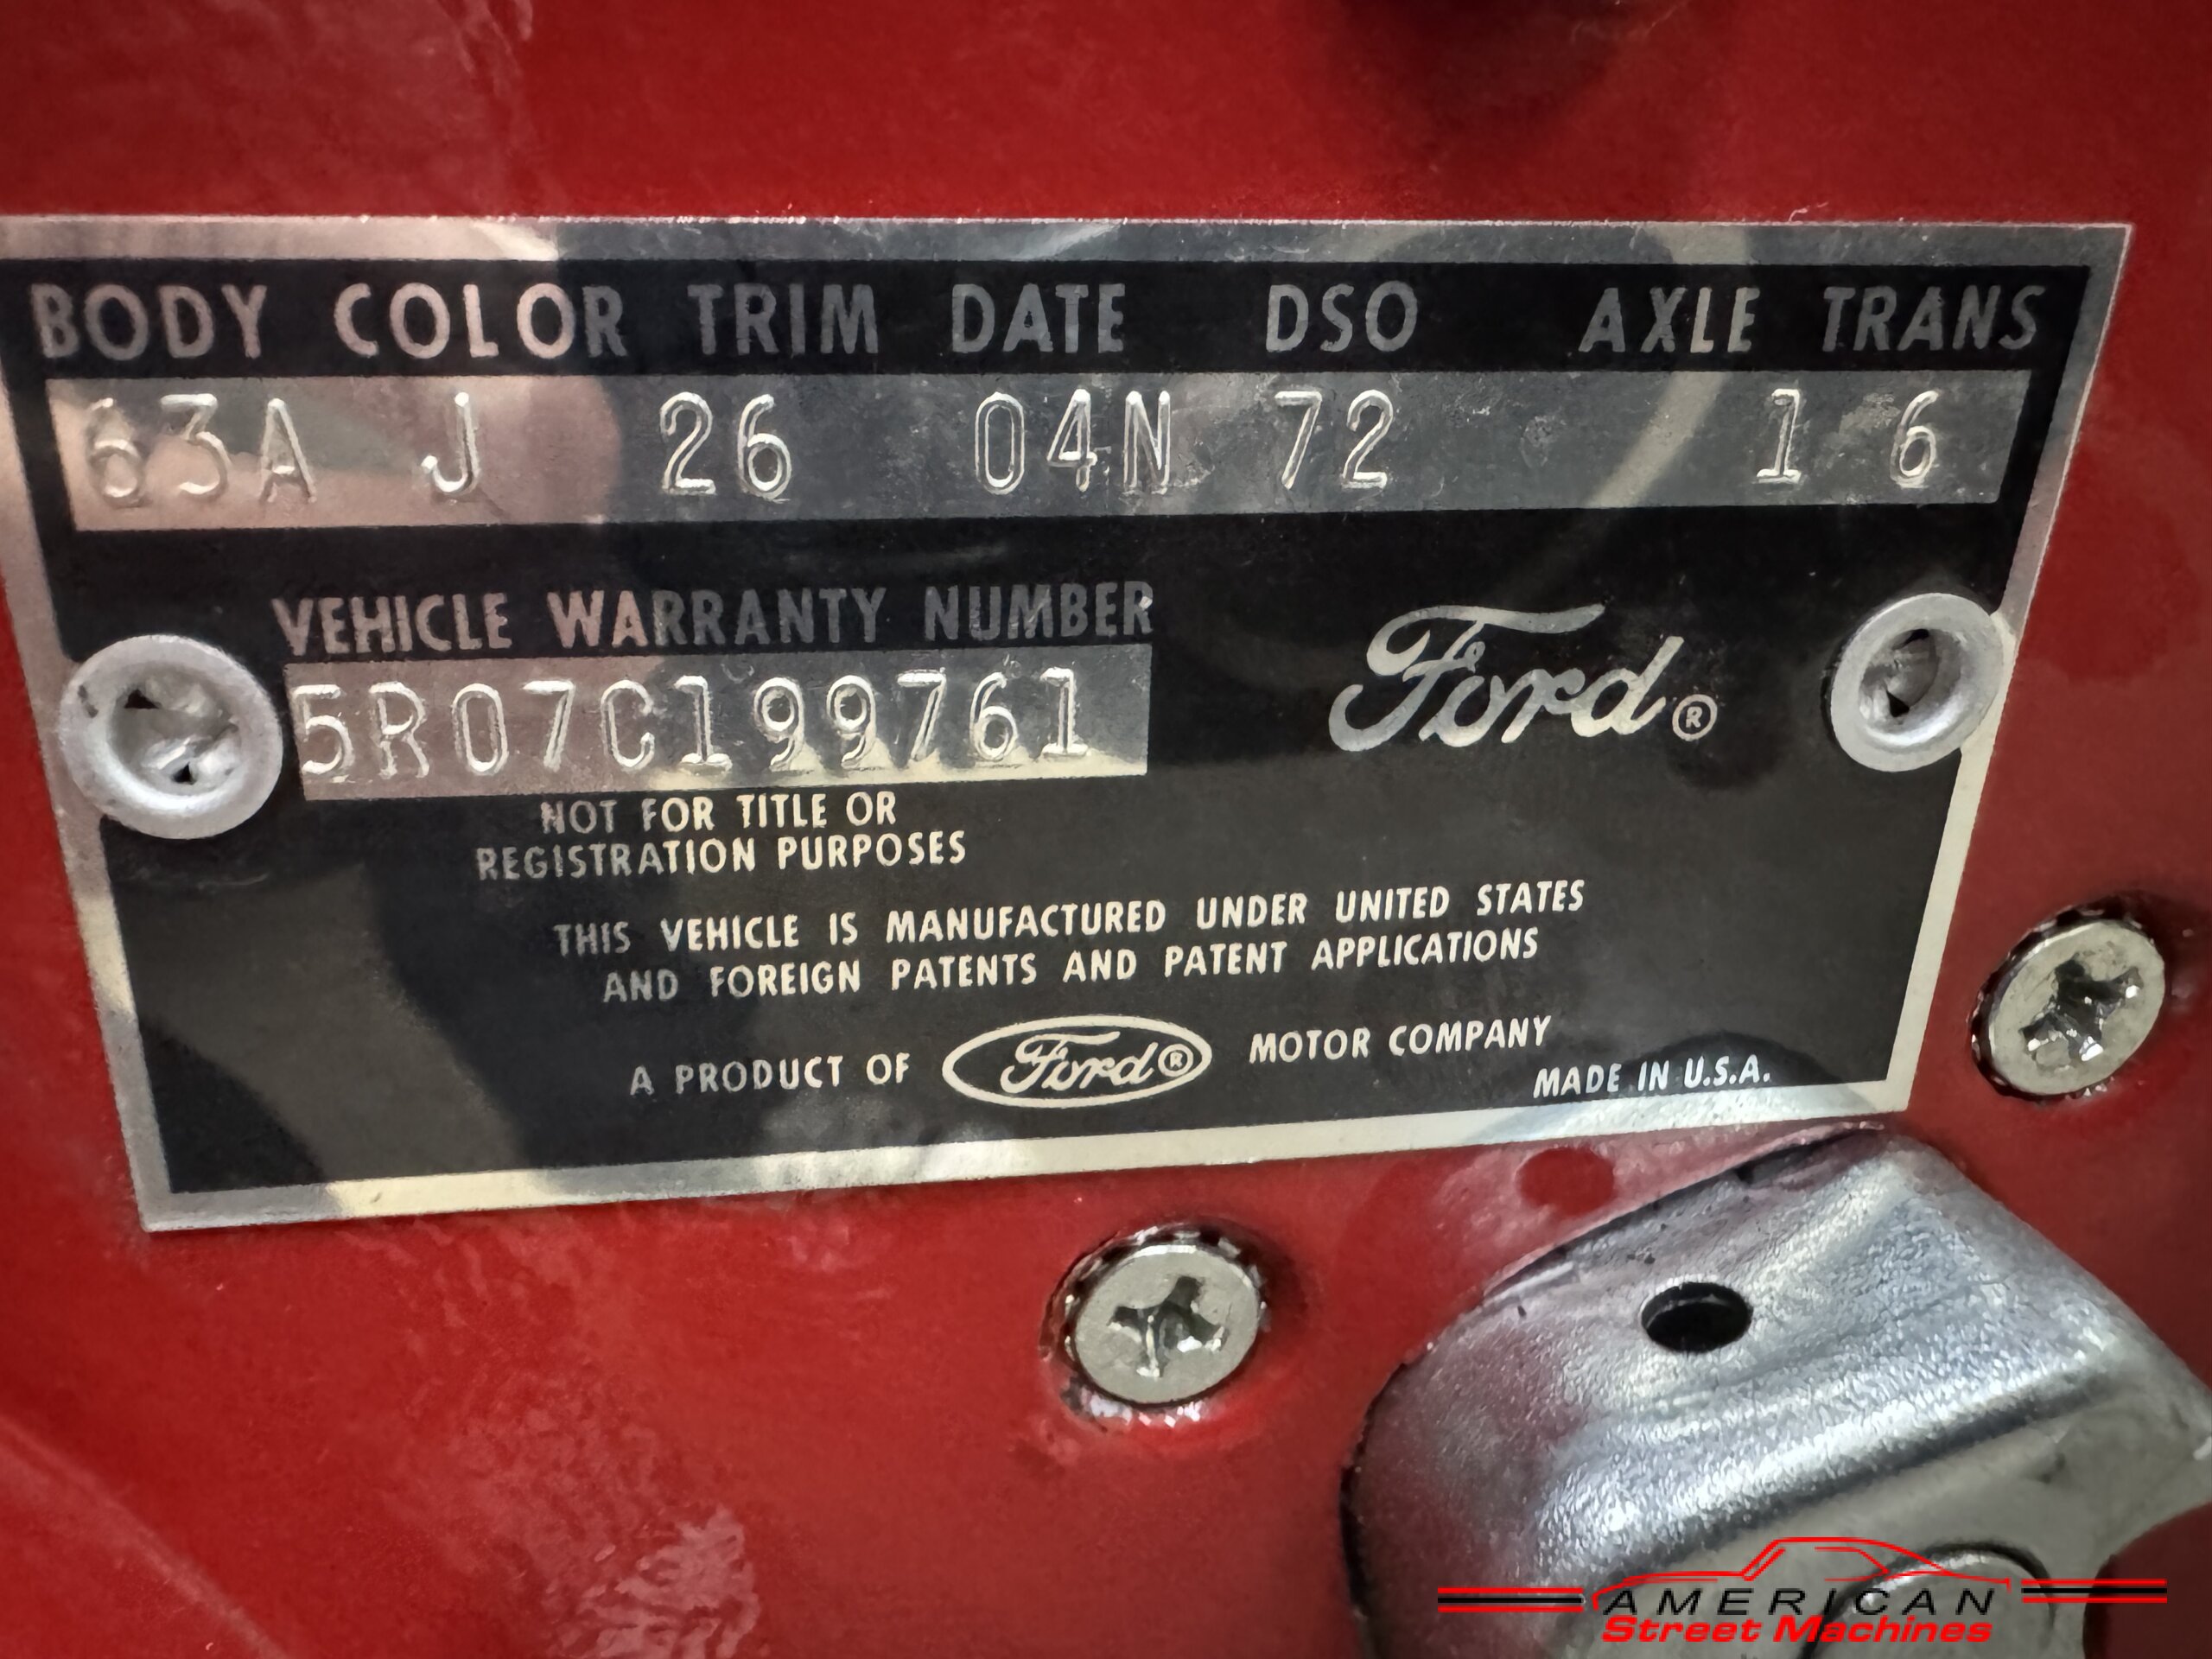 BODY COLOR TRIM DATE DSO AXLE TRANS
63A J 26 04N 72 1 6
VEHICLE WARRANTY NUMBER
5R07C199761
Ford®
NOT FOR TITLE OR
REGISTRATION PURPOSES
THIS VEHICLE IS MANUFACTURED UNDER UNITED STATES
AND FOREIGN PATENTS AND PATENT APPLICATIONS
A PRODUCT OF Ford® MOTOR COMPANY
MADE IN U.S.A.
AMERICAN
Street Machines